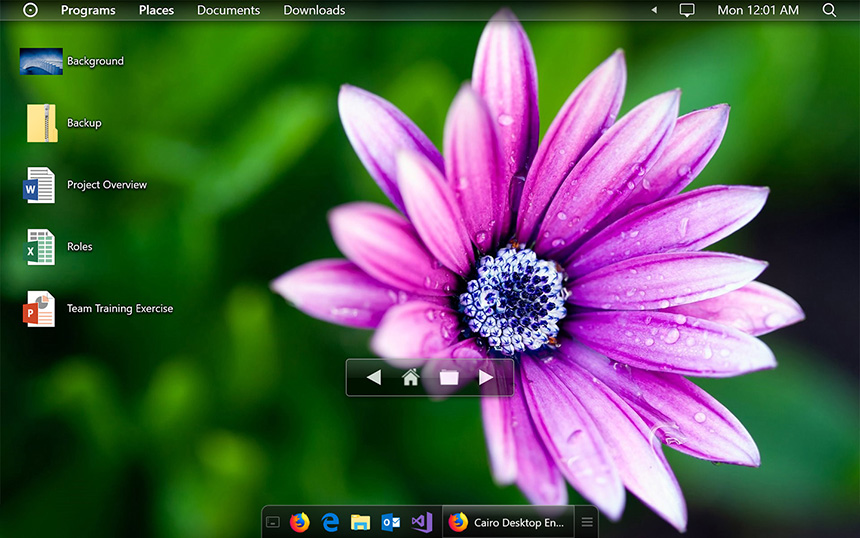 Programs Places Documents Downloads Mon 12:01 AM
Background
Backup
W Project Overview
X Roles
P Team Training Exercise
Cairo Desktop En...